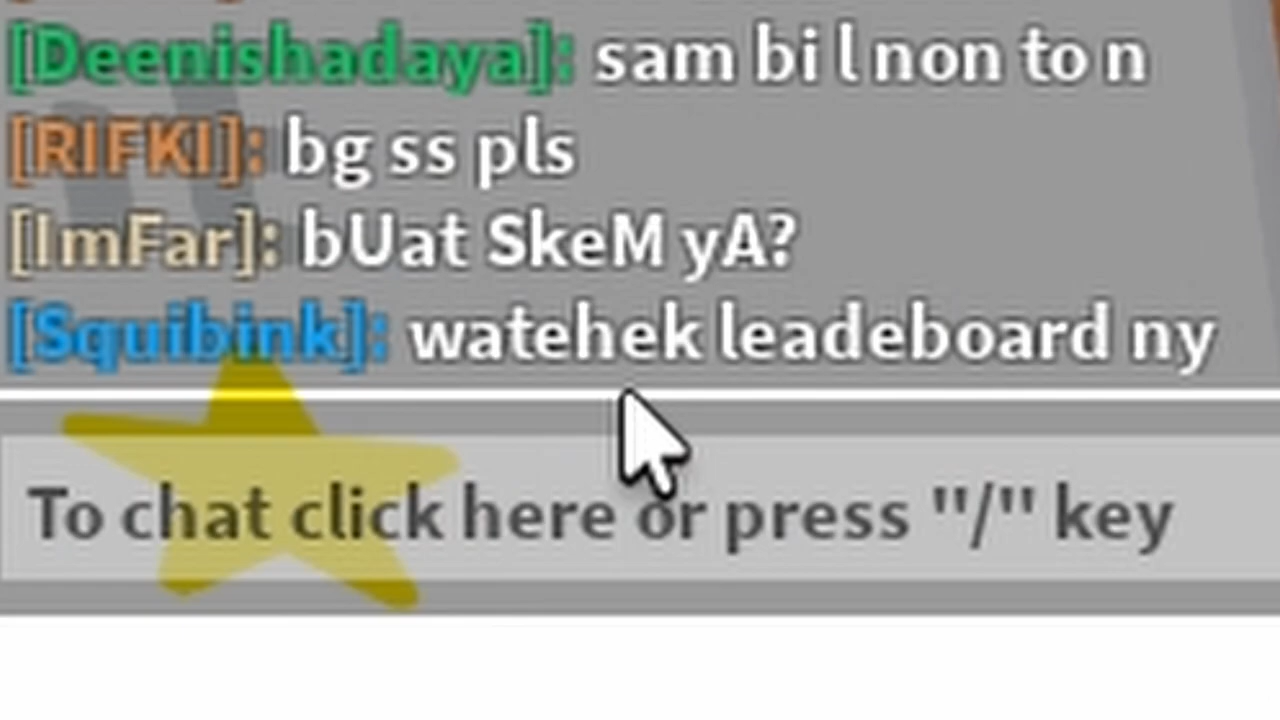 [Deenishadaya]: sam bi l non to n
[RIFKI]: bg ss pls
[ImFar]: bUat SkeM yA?
[Squibink]: watehek leadeboard ny
To chat click here or press "/" key